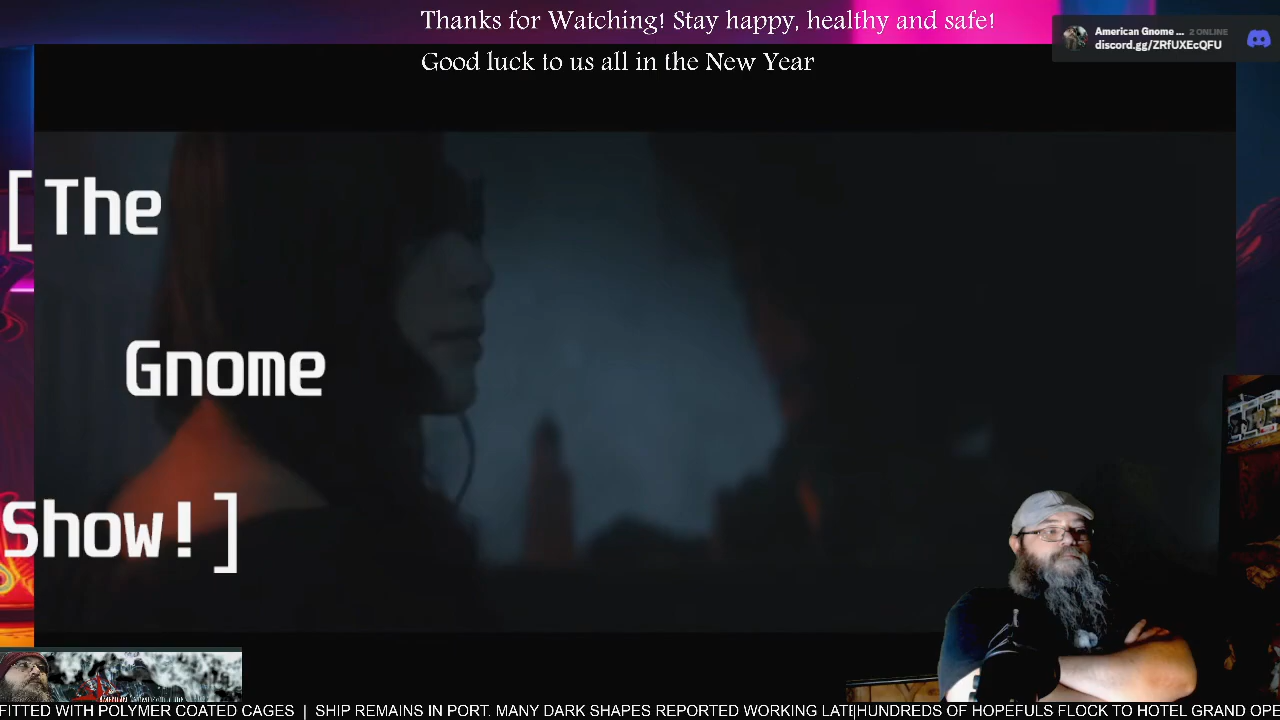 Thanks for Watching! Stay happy, healthy and safe!
Good luck to us all in the New Year
American Gnome ... 2 ONLINE
discord.gg/ZRfUXEcQFU
[The
Gnome
Show!]
FITTED WITH POLYMER COATED CAGES | SHIP REMAINS IN PORT. MANY DARK SHAPES REPORTED WORKING LATE
HUNDREDS OF HOPEFULS FLOCK TO HOTEL GRAND OPE